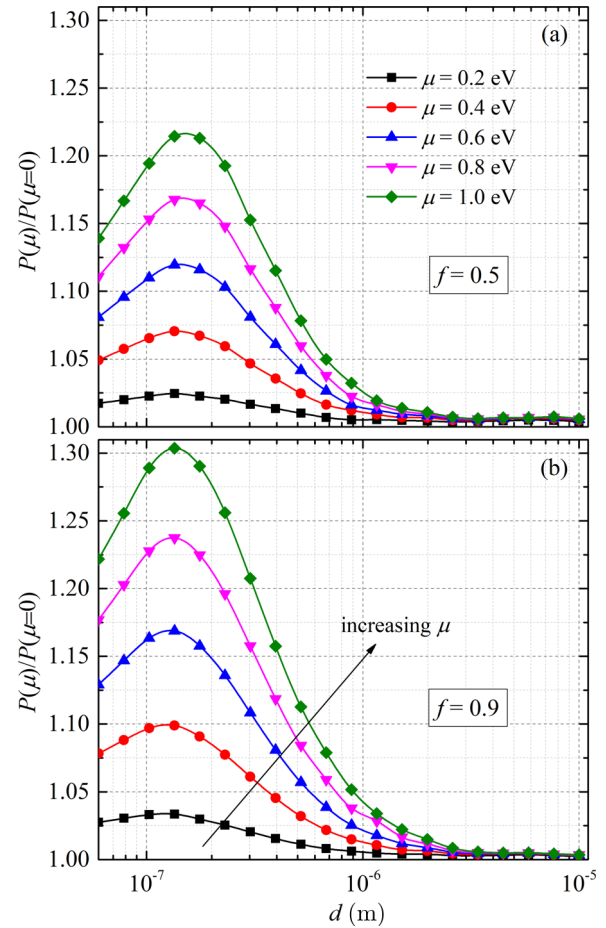 (a)
1.30
1.25
1.20
1.15
1.10
1.05
1.00
P(μ)/P(μ=0)
μ = 0.2 eV
μ = 0.4 eV
μ = 0.6 eV
μ = 0.8 eV
μ = 1.0 eV
f = 0.5
(b)
1.30
1.25
1.20
1.15
1.10
1.05
1.00
P(μ)/P(μ=0)
increasing μ
f = 0.9
10⁻⁷
10⁻⁶
10⁻⁵
d (m)